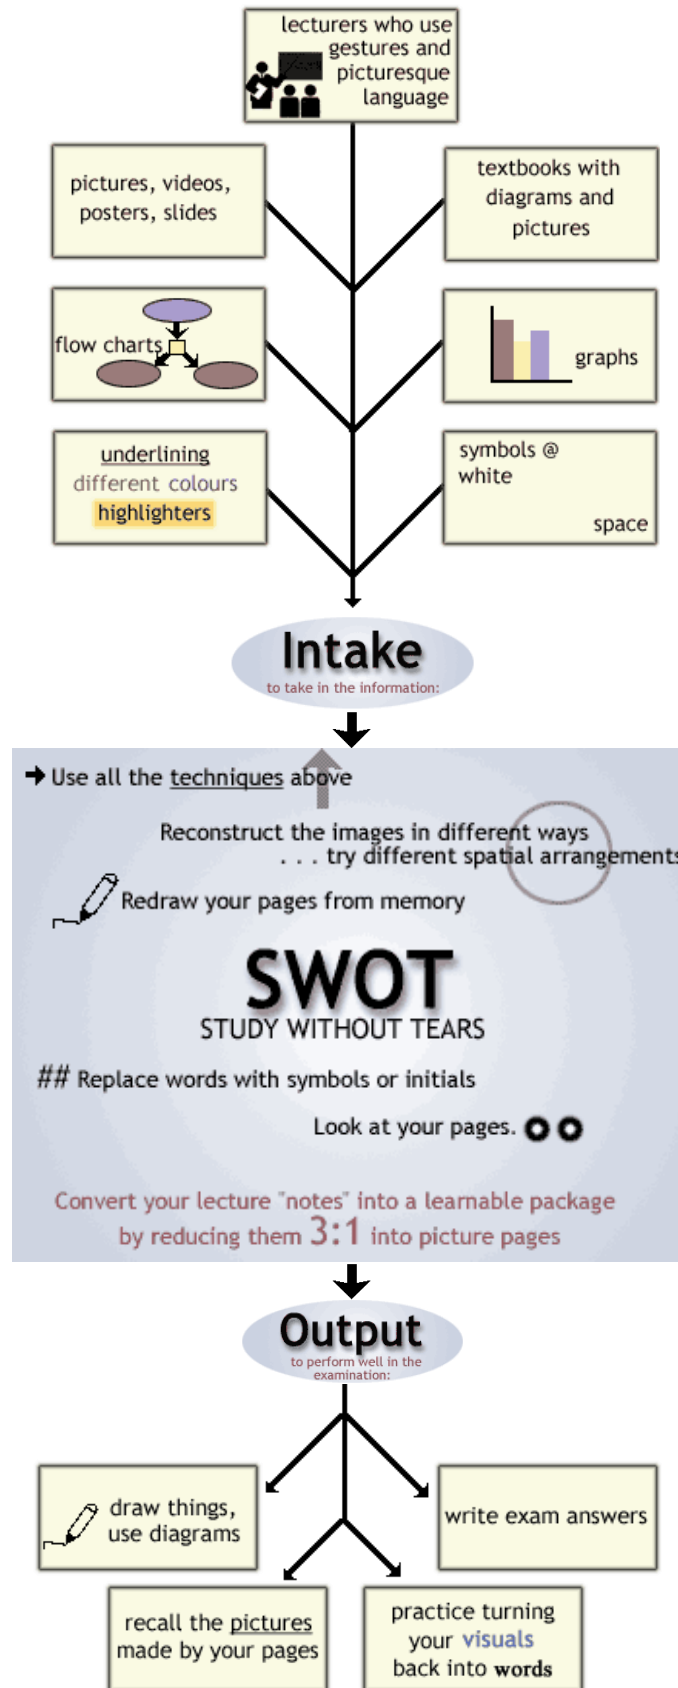 lecturers who use
gestures and
picturesque
language
pictures, videos,
posters, slides
textbooks with
diagrams and
pictures
flow charts
graphs
underlining
different colours
highlighters
symbols @
white
space
Intake
to take in the information:
Use all the techniques above
Reconstruct the images in different ways
. . . try different spatial arrangements
Redraw your pages from memory
SWOT
STUDY WITHOUT TEARS
## Replace words with symbols or initials
Look at your pages.
Convert your lecture "notes" into a learnable package
by reducing them 3:1 into picture pages
Output
to perform well in the
examination:
draw things,
use diagrams
write exam answers
recall the pictures
made by your pages
practice turning
your visuals
back into words